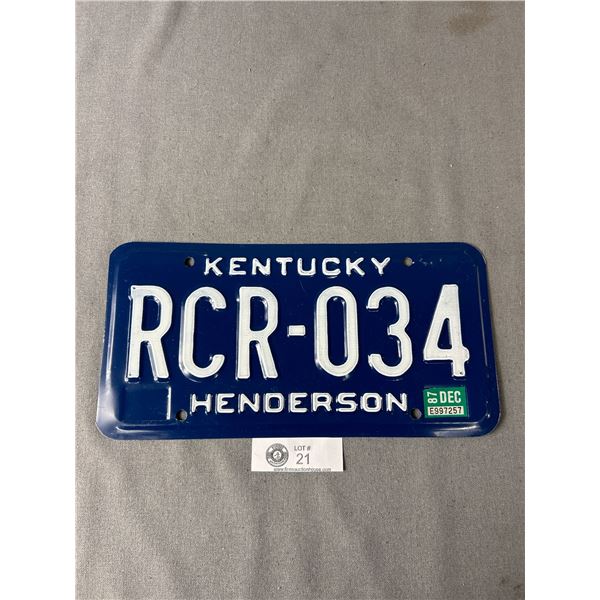 KENTUCKY
RCR-034
87 DEC
E997257
HENDERSON
LOT #
21